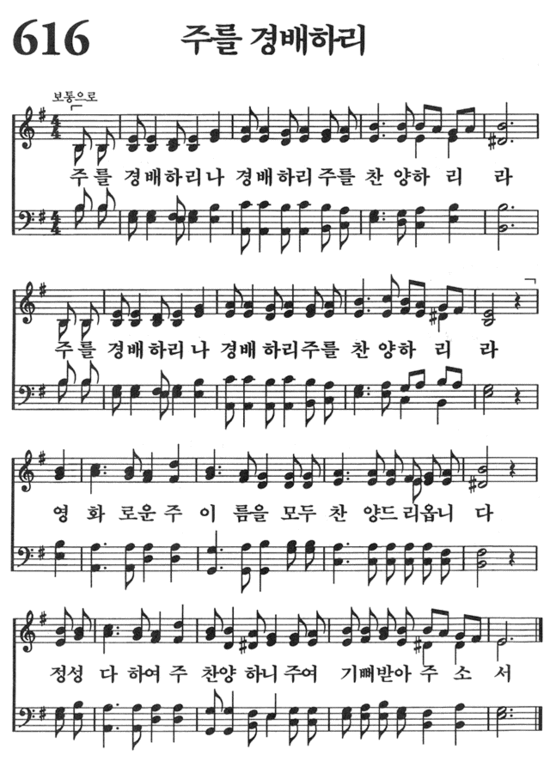 616 주를 경배하리
보통으로
주를 경배하리나 경배하리주를 찬 양하 리 라
주를 경배하리나 경배하리주를 찬 양하 리 라
영 화 로운 주 이 름을 모두 찬 양드리옵니 다
정성 다 하여 주 찬양 하니 주여 기뻐받아 주 소 서